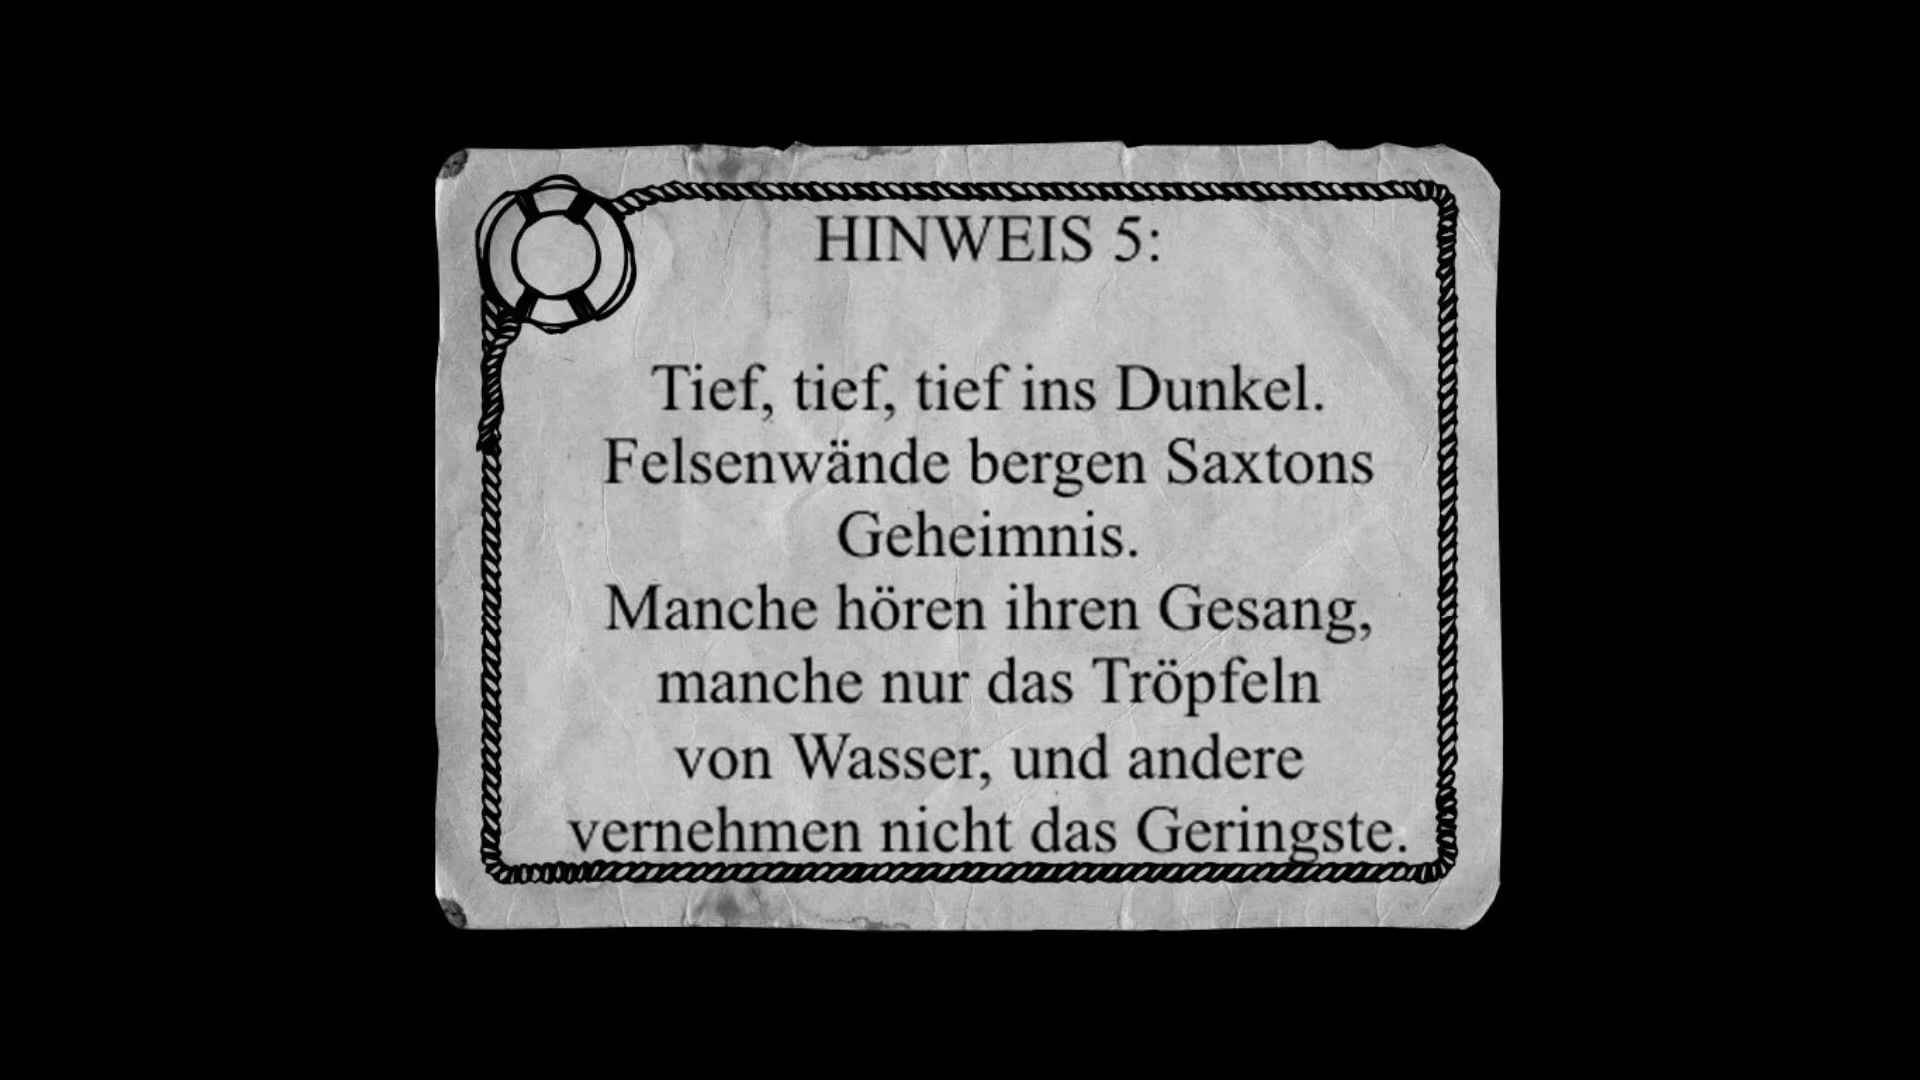 HINWEIS 5:
Tief, tief, tief ins Dunkel.
Felsenwände bergen Saxtons
Geheimnis.
Manche hören ihren Gesang,
manche nur das Tröpfeln
von Wasser, und andere
vernehmen nicht das Geringste.